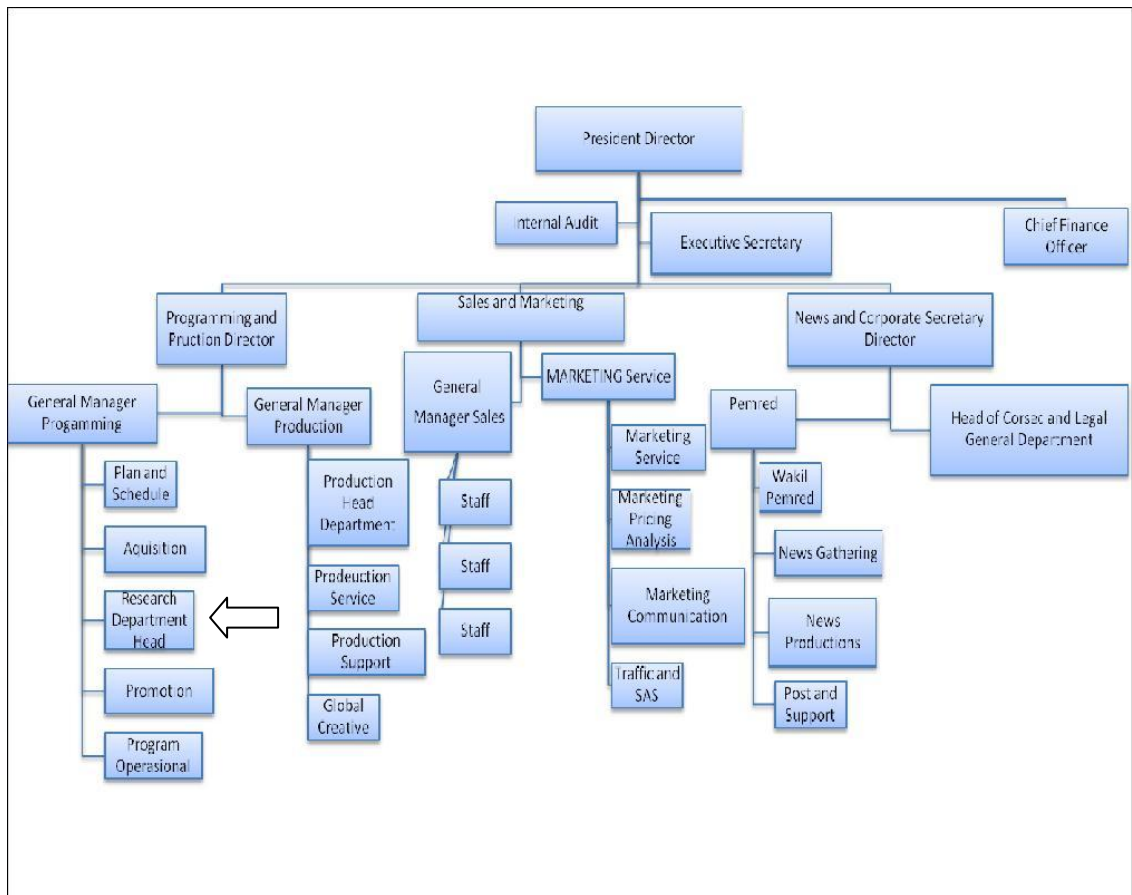 President Director
Internal Audit
Executive Secretary
Chief Finance
Officer
Programming and
Pruction Director
Sales and Marketing
News and Corporate Secretary
Director
General Manager
Progamming
General Manager
Production
General
Manager Sales
MARKETING Service
Pemred
Head of Corsec and Legal
General Department
Plan and
Schedule
Aquisition
Research
Department
Head
Promotion
Program
Operasional
Production
Head
Department
Prodeuction
Service
Production
Support
Global
Creative
Staff
Staff
Staff
Marketing
Service
Marketing
Pricing
Analysis
Marketing
Communication
Traffic and
SAS
Wakil
Pemred
News Gathering
News
Productions
Post and
Support